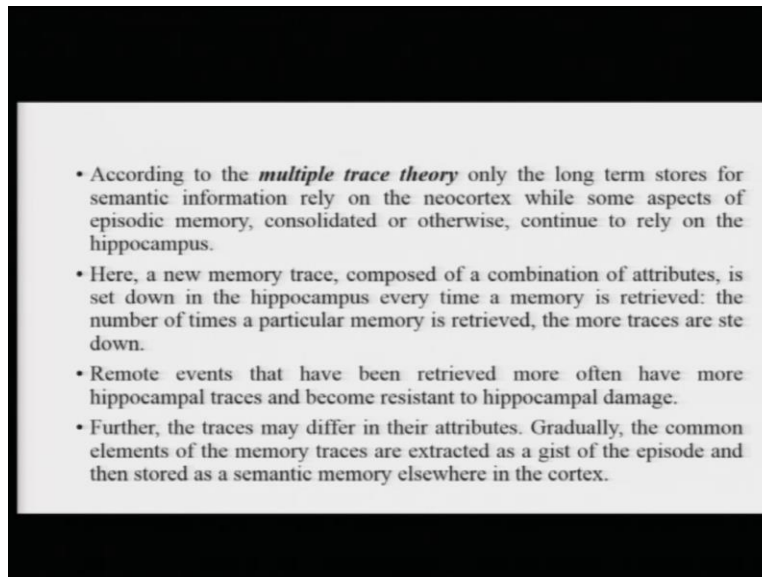 • According to the multiple trace theory only the long term stores for
semantic information rely on the neocortex while some aspects of
episodic memory, consolidated or otherwise, continue to rely on the
hippocampus.
• Here, a new memory trace, composed of a combination of attributes, is
set down in the hippocampus every time a memory is retrieved: the
number of times a particular memory is retrieved, the more traces are ste
down.
• Remote events that have been retrieved more often have more
hippocampal traces and become resistant to hippocampal damage.
• Further, the traces may differ in their attributes. Gradually, the common
elements of the memory traces are extracted as a gist of the episode and
then stored as a semantic memory elsewhere in the cortex.